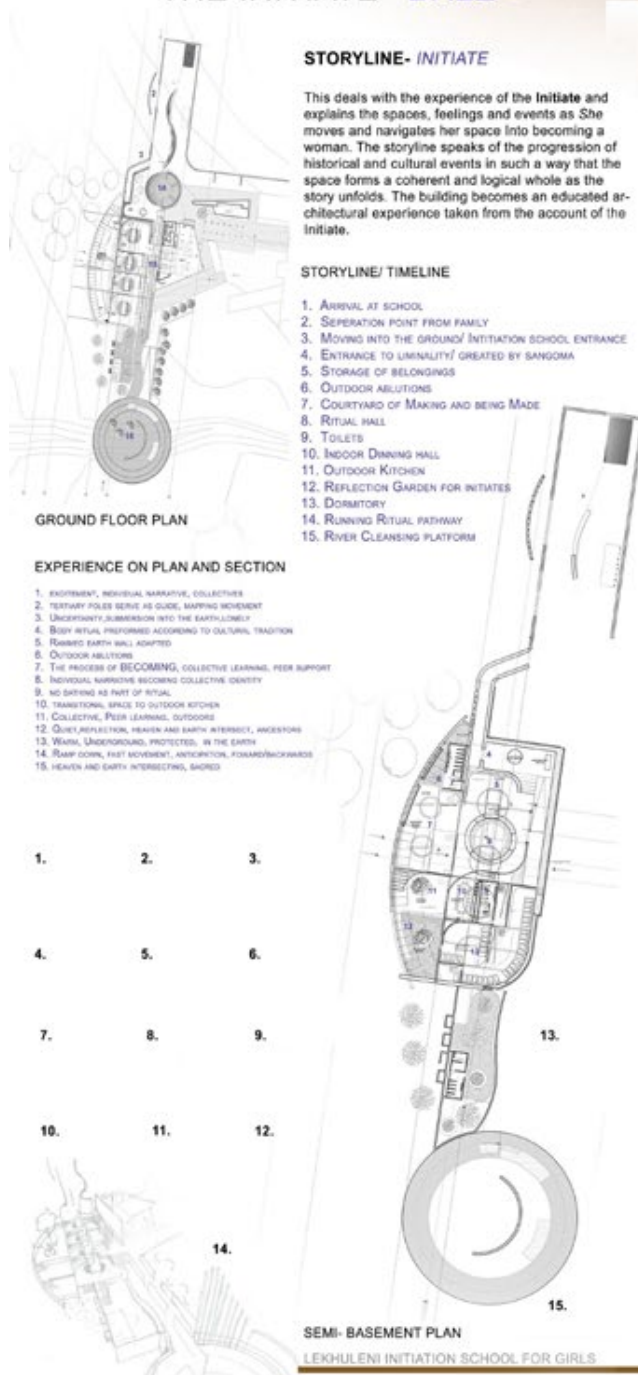 STORYLINE- INITIATE
This deals with the experience of the Initiate and
explains the spaces, feelings and events as She
moves and navigates her space Into becoming a
woman. The storyline speaks of the progression of
historical and cultural events in such a way that the
space forms a coherent and logical whole as the
story unfolds. The building becomes an educated ar-
chitectural experience taken from the account of the
Initiate.
STORYLINE/ TIMELINE
1. ARRIVAL AT SCHOOL
2. SEPERATION POINT FROM FAMILY
3. MOVING INTO THE GROUND/ INTITIATION SCHOOL ENTRANCE
4. ENTRANCE TO LIMINALITY/ GREATED BY SANGOMA
5. STORAGE OF BELONGINGS
6. OUTDOOR ABLUTIONS
7. COURTYARD OF MAKING AND BEING MADE
8. RITUAL HALL
9. TOILETS
10. INDOOR DINNING HALL
11. OUTDOOR KITCHEN
12. REFLECTION GARDEN FOR INITIATES
13. DORMITORY
14. RUNNING RITUAL PATHWAY
15. RIVER CLEANSING PLATFORM
GROUND FLOOR PLAN
EXPERIENCE ON PLAN AND SECTION
1. EXCITEMENT, INDIVIDUAL NARRATIVE, COLLECTIVES
2. TERTIARY POLES SERVE AS GUIDE, MAPPING MOVEMENT
3. UNCERTAINTY, SUBMERSION INTO THE EARTH, LONELY
4. BODY RITUAL PREFORMED ACCORDING TO CULTURAL TRADITION
5. RAMMED EARTH WALL ADAPTED
6. OUTDOOR ABLUTIONS
7. THE PROCESS OF BECOMING, COLLECTIVE LEARNING, PEER SUPPORT
8. INDIVIDUAL NARRATIVE BECOMING COLLECTIVE IDENTITY
9. NO BATHING AS PART OF RITUAL
10. TRANSITIONAL SPACE TO OUTDOOR KITCHEN
11. COLLECTIVE, PEER LEARNING, OUTDOORS
12. QUIET, REFLECTION, HEAVEN AND EARTH INTERSECT, ANCESTORS
13. WARM, UNDERGROUND, PROTECTED, IN THE EARTH
14. RAMP DOWN, FAST MOVEMENT, ANTICIPATION, FOWARD/BACKWARDS
15. HEAVEN AND EARTH INTERSECTING, SACRED
1. 2. 3.
4. 5. 6.
7. 8. 9.
13.
10. 11. 12.
14.
15.
SEMI- BASEMENT PLAN
LEKHULENI INITIATION SCHOOL FOR GIRLS